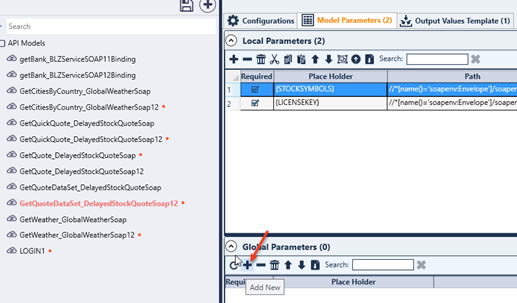 Search
API Models
getBank_BLZServiceSOAP11Binding
getBank_BLZServiceSOAP12Binding
GetCitiesByCountry_GlobalWeatherSoap
GetCitiesByCountry_GlobalWeatherSoap12
GetQuickQuote_DelayedStockQuoteSoap
GetQuickQuote_DelayedStockQuoteSoap12
GetQuote_DelayedStockQuoteSoap
GetQuote_DelayedStockQuoteSoap12
GetQuoteDataSet_DelayedStockQuoteSoap
GetQuoteDataSet_DelayedStockQuoteSoap12
GetWeather_GlobalWeatherSoap
GetWeather_GlobalWeatherSoap12
LOGIN1
Configurations Model Parameters (2) Output Values Template (1)
Local Parameters (2)
Search:
Required Place Holder Path
1 {STOCKSYMBOLS} //*[name()='soapenv:Envelope']/soapen
2 {LICENSEKEY} //*[name()='soapenv:Envelope']/soapen
Global Parameters (0)
Search:
Place Holder
Add New